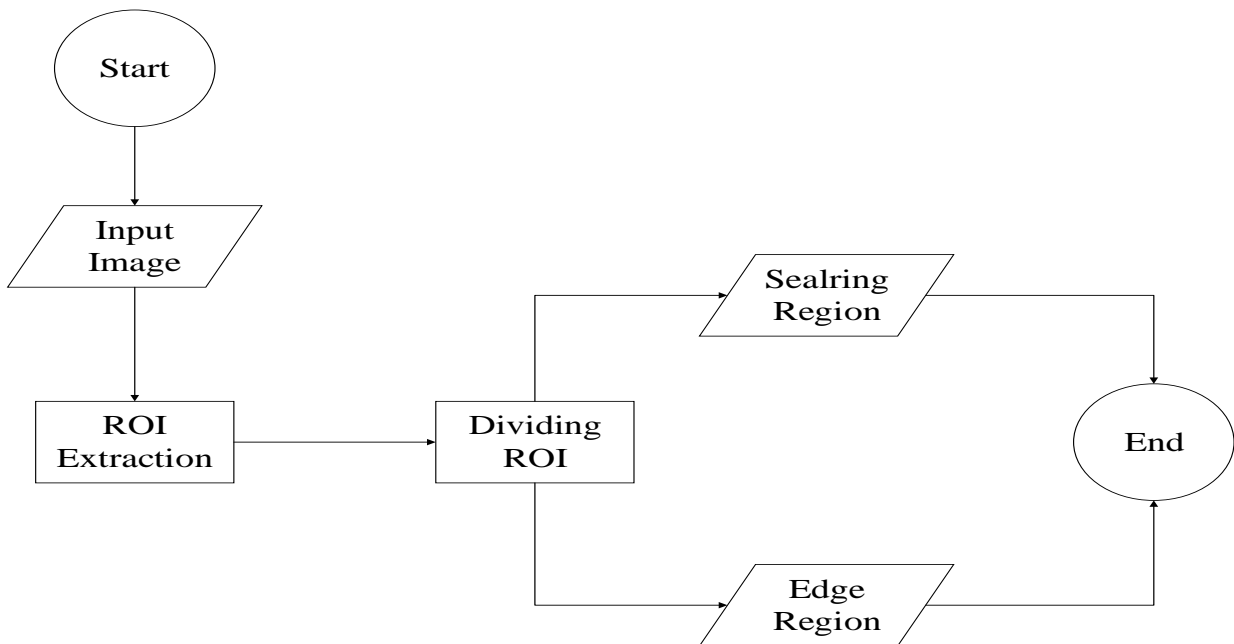 Start
Input
Image
ROI
Extraction
Dividing
ROI
Sealring
Region
Edge
Region
End